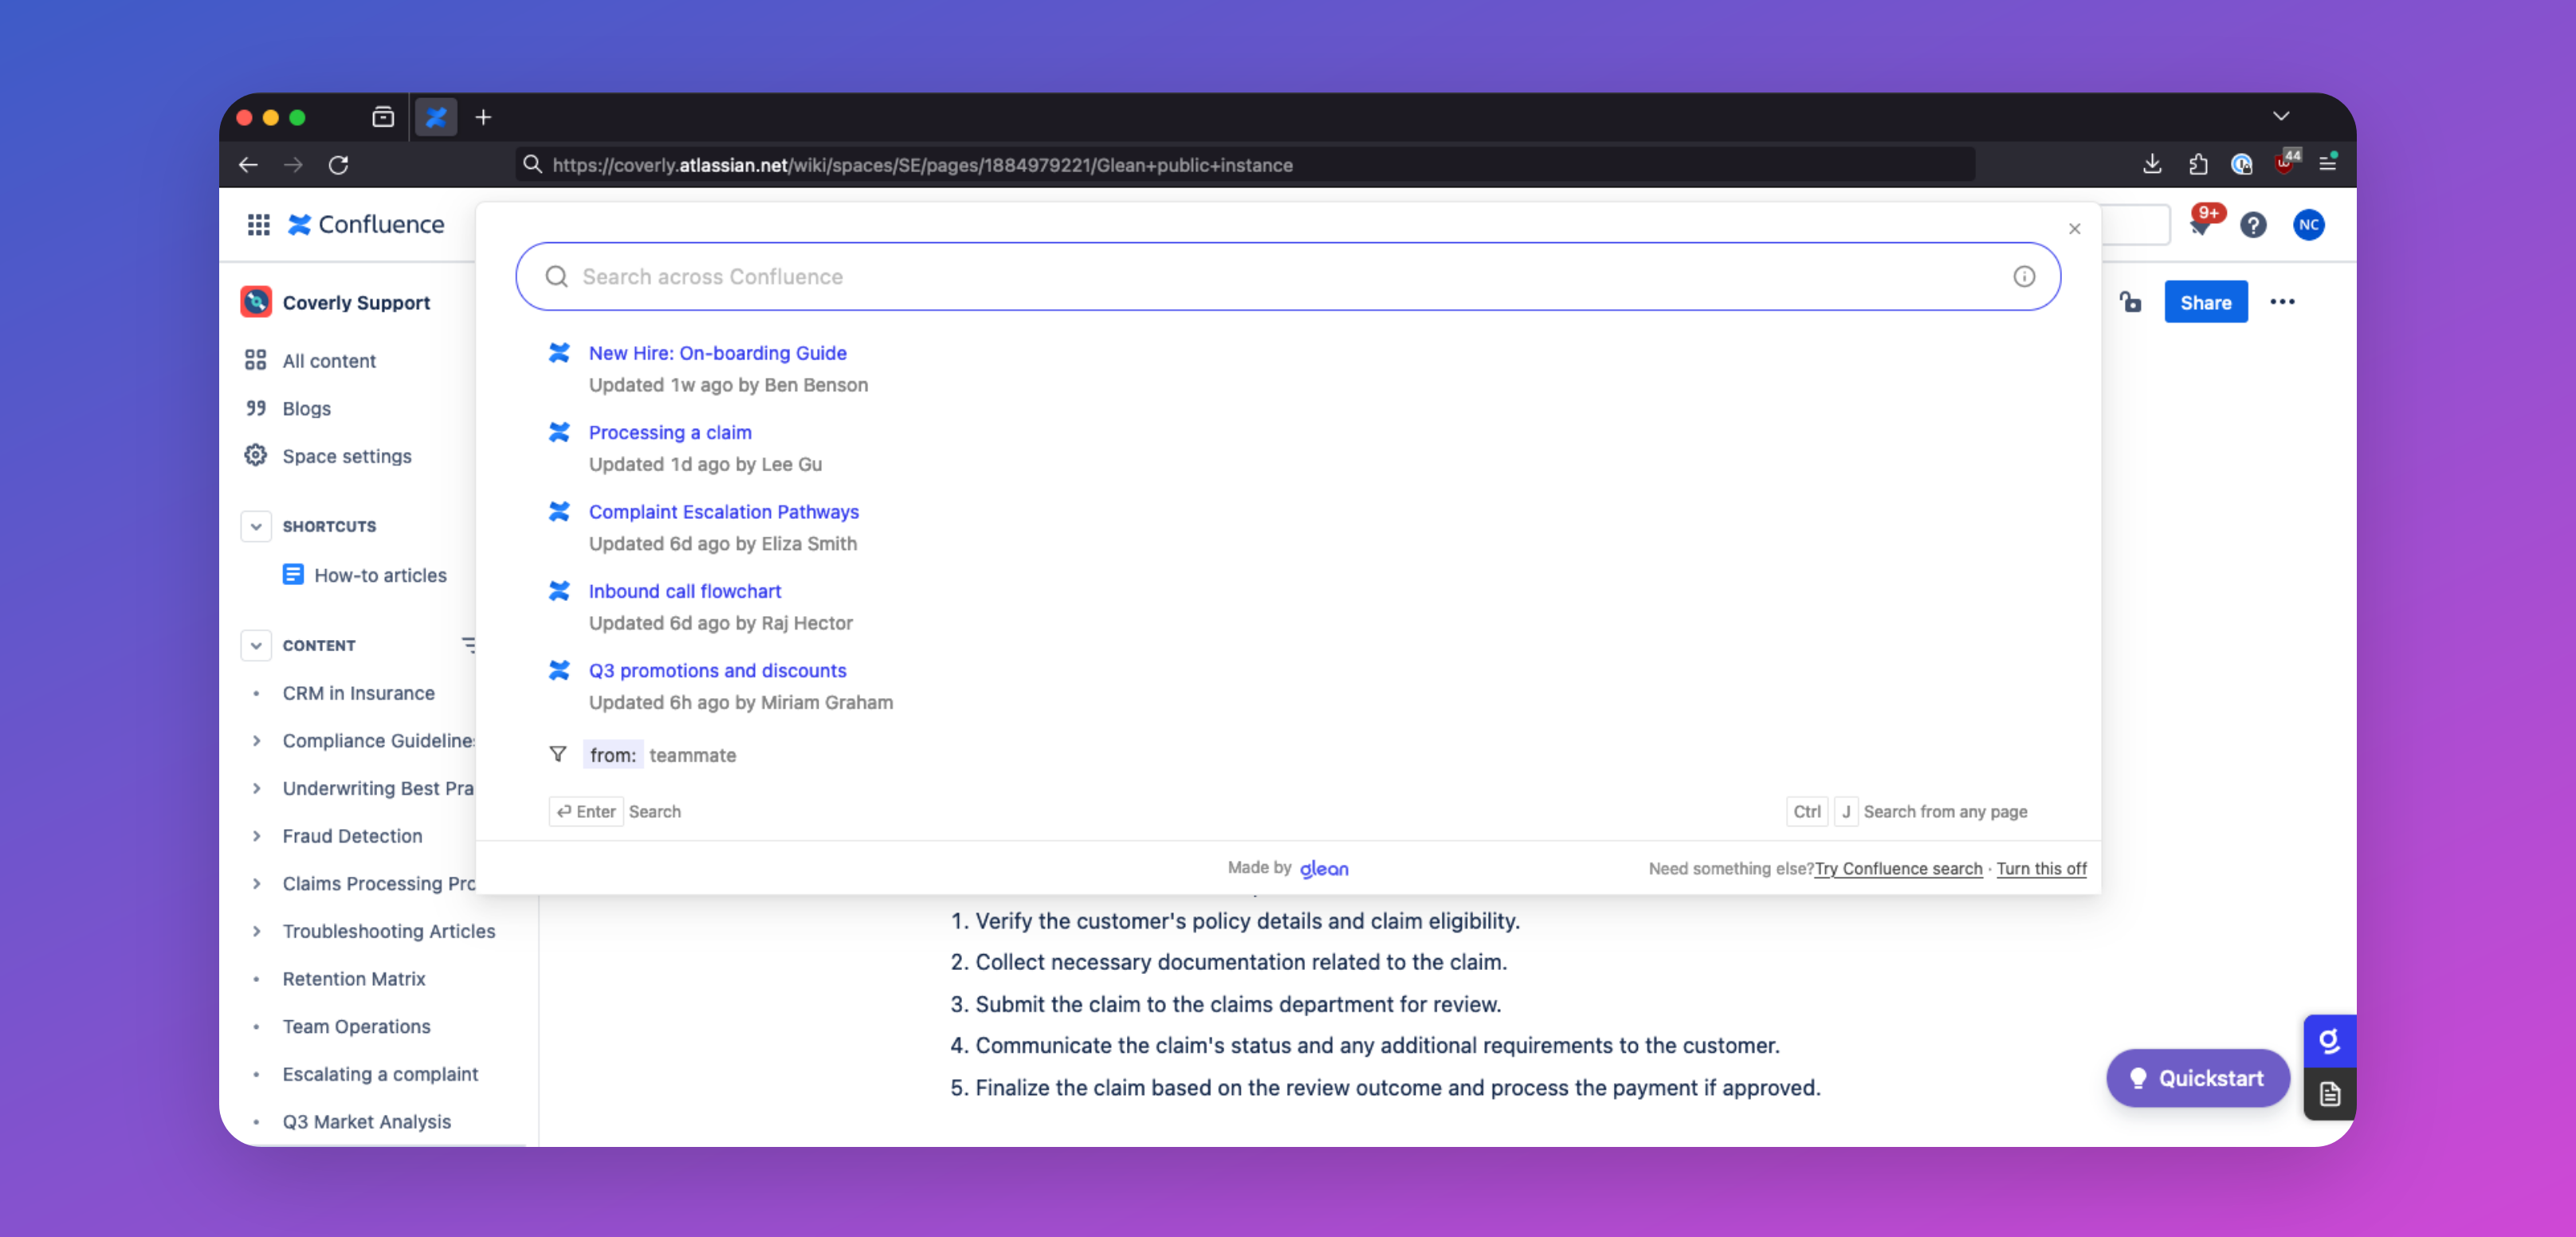 https://coverly.atlassian.net/wiki/spaces/SE/pages/1884979221/Glean+public+instance
44
Confluence
9+
?
NC
Search across Confluence
Coverly Support
Share
All content
Blogs
Space settings
SHORTCUTS
How-to articles
CONTENT
CRM in Insurance
Compliance Guideline
Underwriting Best Pra
Fraud Detection
Claims Processing Pro
Troubleshooting Articles
Retention Matrix
Team Operations
Escalating a complaint
Q3 Market Analysis
New Hire: On-boarding Guide
Updated 1w ago by Ben Benson
Processing a claim
Updated 1d ago by Lee Gu
Complaint Escalation Pathways
Updated 6d ago by Eliza Smith
Inbound call flowchart
Updated 6d ago by Raj Hector
Q3 promotions and discounts
Updated 6h ago by Miriam Graham
from: teammate
Enter Search
Ctrl J Search from any page
Made by glean
Need something else?Try Confluence search · Turn this off
1. Verify the customer's policy details and claim eligibility.
2. Collect necessary documentation related to the claim.
3. Submit the claim to the claims department for review.
4. Communicate the claim's status and any additional requirements to the customer.
5. Finalize the claim based on the review outcome and process the payment if approved.
g
Quickstart